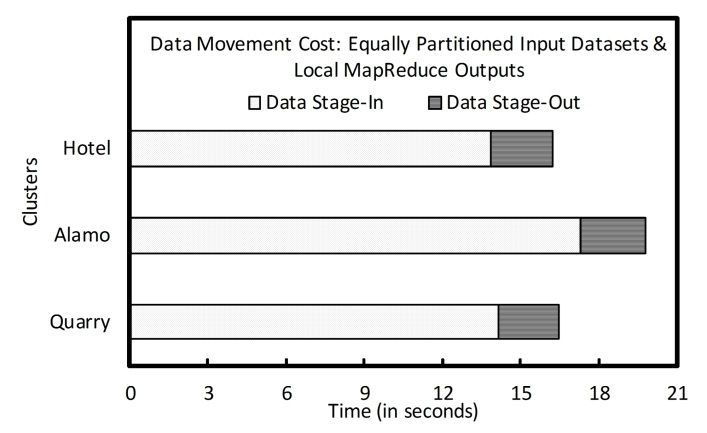 Data Movement Cost: Equally Partitioned Input Datasets &
Local MapReduce Outputs
Data Stage-In Data Stage-Out
Hotel
Alamo
Quarry
Clusters
0 3 6 9 12 15 18 21
Time (in seconds)